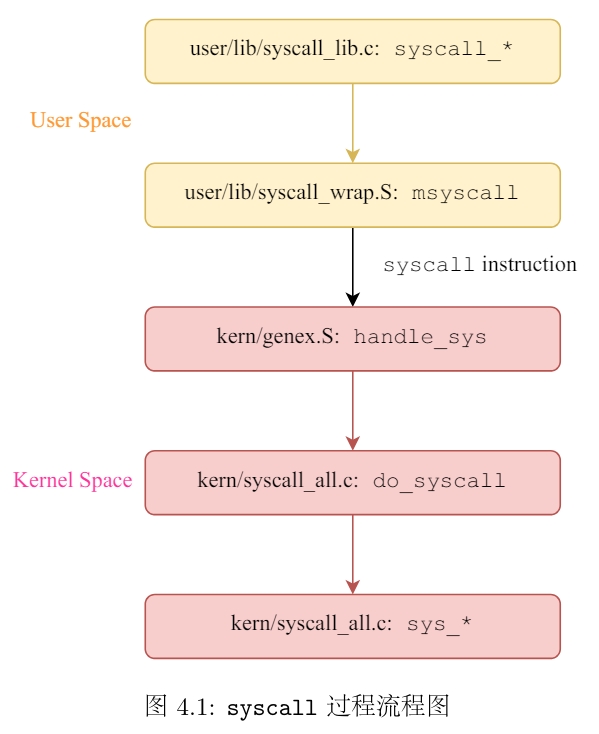 user/lib/syscall_lib.c: syscall_*
User Space
user/lib/syscall_wrap.S: msyscall
syscall instruction
kern/genex.S: handle_sys
Kernel Space
kern/syscall_all.c: do_syscall
kern/syscall_all.c: sys_*
图 4.1: syscall 过程流程图